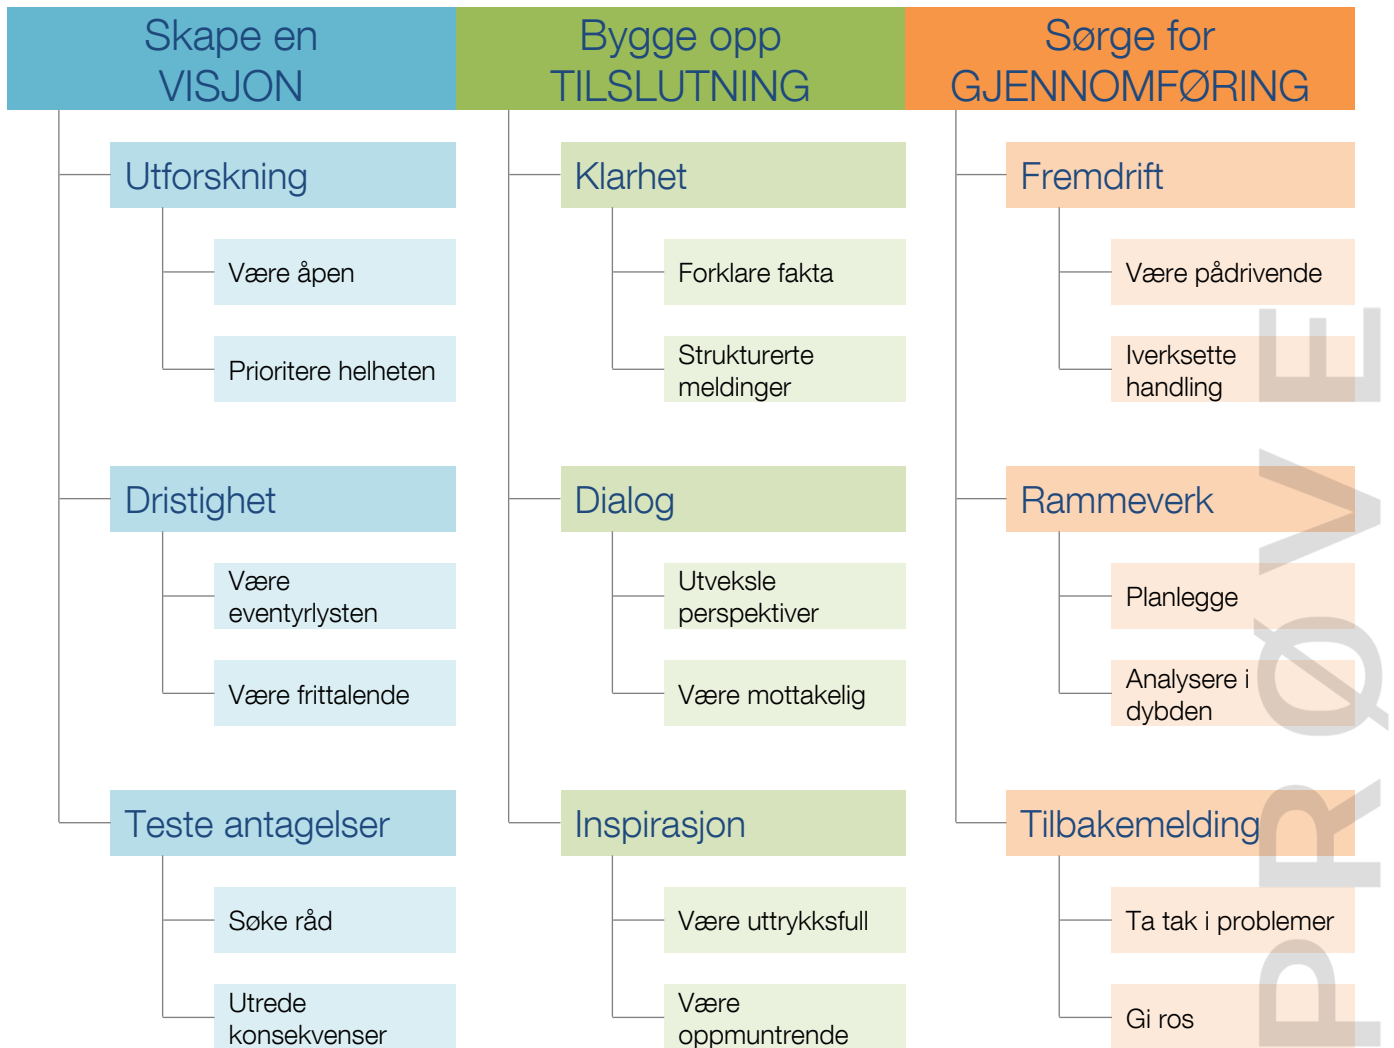 Skape en
VISJON
Utforskning
Være åpen
Prioritere helheten
Dristighet
Være
eventyrlysten
Være frittalende
Teste antagelser
Søke råd
Utrede
konsekvenser
Bygge opp
TILSLUTNING
Klarhet
Forklare fakta
Strukturerte
meldinger
Dialog
Utveksle
perspektiver
Være mottakelig
Inspirasjon
Være uttrykksfull
Være
oppmuntrende
Sørge for
GJENNOMFØRING
Fremdrift
Være pådrivende
Iverksette
handling
Rammeverk
Planlegge
Analysere i
dybden
Tilbakemelding
Ta tak i problemer
Gi ros
PRØVE